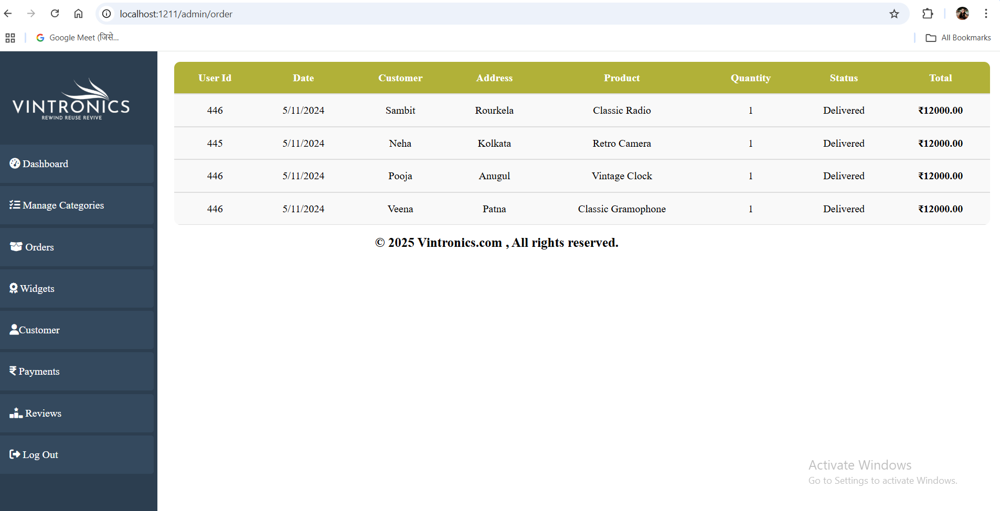 localhost:1211/admin/order
Google Meet (जिसे...
All Bookmarks
VINTRONICS
REWIND REUSE REVIVE
Dashboard
Manage Categories
Orders
Widgets
Customer
Payments
Reviews
Log Out
User Id Date Customer Address Product Quantity Status Total
446 5/11/2024 Sambit Rourkela Classic Radio 1 Delivered ₹12000.00
445 5/11/2024 Neha Kolkata Retro Camera 1 Delivered ₹12000.00
446 5/11/2024 Pooja Anugul Vintage Clock 1 Delivered ₹12000.00
446 5/11/2024 Veena Patna Classic Gramophone 1 Delivered ₹12000.00
© 2025 Vintronics.com , All rights reserved.
Activate Windows
Go to Settings to activate Windows.